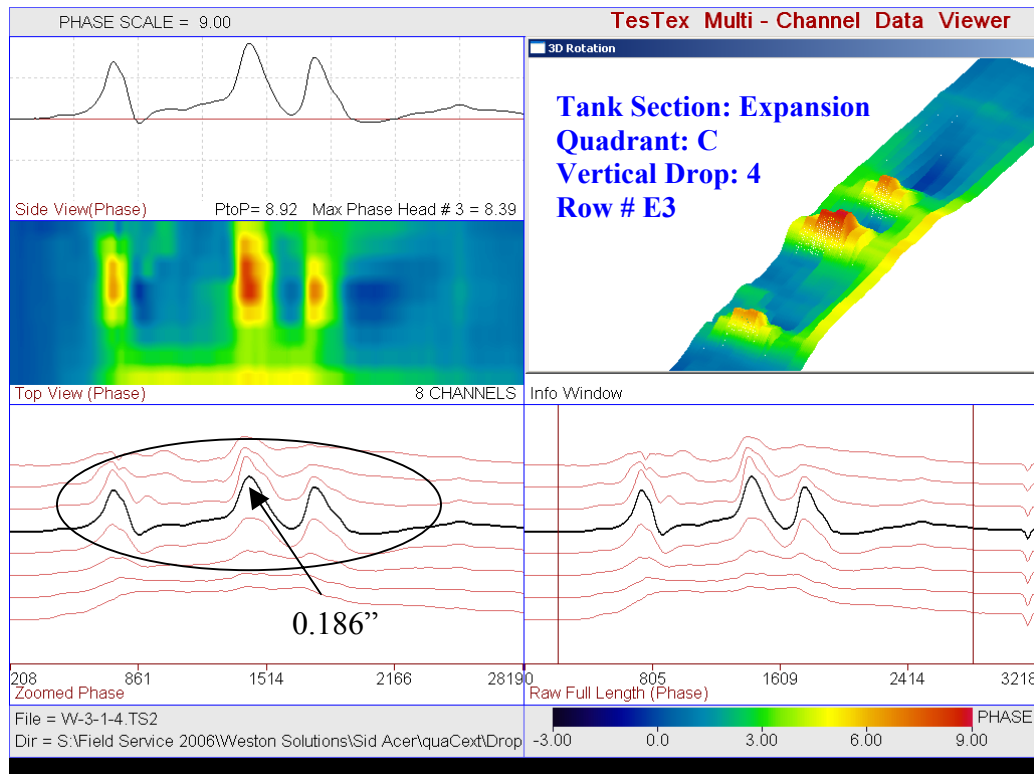 PHASE SCALE = 9.00
TesTex Multi - Channel Data Viewer
3D Rotation
Tank Section: Expansion
Quadrant: C
Vertical Drop: 4
Row # E3
Side View(Phase) PtoP= 8.92 Max Phase Head # 3 = 8.39
Top View (Phase) 8 CHANNELS
Info Window
0.186”
208 861 1514 2166 2819
Zoomed Phase
0 805 1609 2414 3218
Raw Full Length (Phase)
File = W-3-1-4.TS2
Dir = S:\Field Service 2006\Weston Solutions\Sid Acer\quaCext\Drop
PHASE
-3.00 0.0 3.00 6.00 9.00